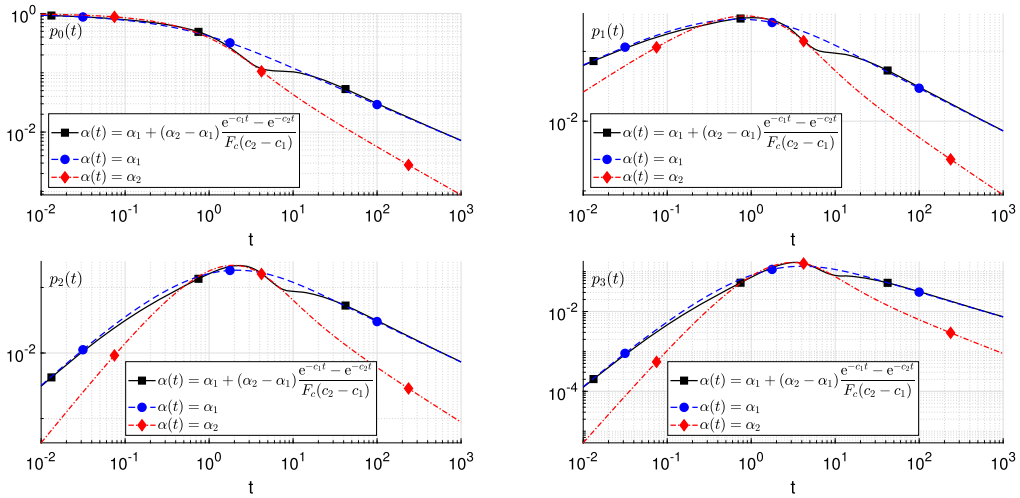 10^0
10^-2
p_0(t)
α(t) = α_1 + (α_2 − α_1) (e^{−c_1 t} − e^{−c_2 t}) / (F_c(c_2 − c_1))
α(t) = α_1
α(t) = α_2
10^-2 10^-1 10^0 10^1 10^2 10^3
t
10^-2
p_1(t)
α(t) = α_1 + (α_2 − α_1) (e^{−c_1 t} − e^{−c_2 t}) / (F_c(c_2 − c_1))
α(t) = α_1
α(t) = α_2
10^-2 10^-1 10^0 10^1 10^2 10^3
t
10^-2
p_2(t)
α(t) = α_1 + (α_2 − α_1) (e^{−c_1 t} − e^{−c_2 t}) / (F_c(c_2 − c_1))
α(t) = α_1
α(t) = α_2
10^-2 10^-1 10^0 10^1 10^2 10^3
t
10^-2
10^-4
p_3(t)
α(t) = α_1 + (α_2 − α_1) (e^{−c_1 t} − e^{−c_2 t}) / (F_c(c_2 − c_1))
α(t) = α_1
α(t) = α_2
10^-2 10^-1 10^0 10^1 10^2 10^3
t